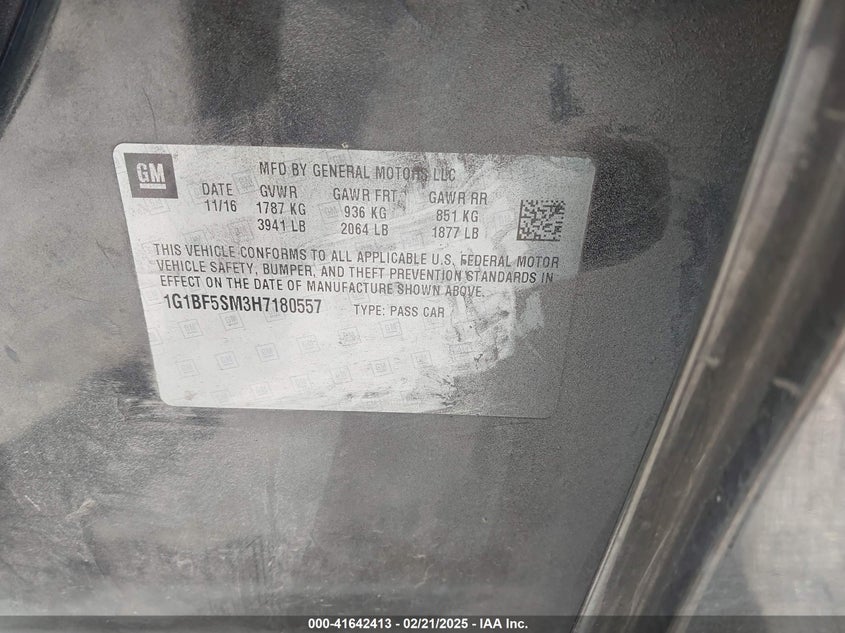 GM
MFD BY GENERAL MOTORS LLC
DATE GVWR GAWR FRT GAWR RR
11/16 1787 KG 936 KG 851 KG
3941 LB 2064 LB 1877 LB
THIS VEHICLE CONFORMS TO ALL APPLICABLE U.S. FEDERAL MOTOR
VEHICLE SAFETY, BUMPER, AND THEFT PREVENTION STANDARDS IN
EFFECT ON THE DATE OF MANUFACTURE SHOWN ABOVE.
1G1BF5SM3H7180557 TYPE: PASS CAR
000-41642413 - 02/21/2025 - IAA Inc.